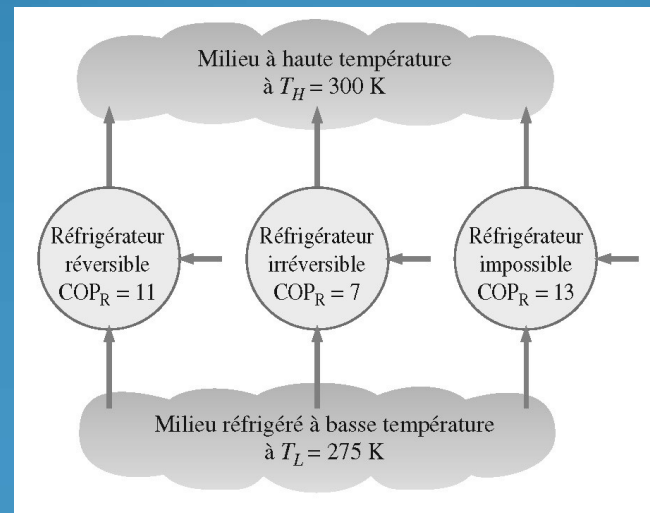 Milieu à haute température
à T_H = 300 K
Réfrigérateur
réversible
COP_R = 11
Réfrigérateur
irréversible
COP_R = 7
Réfrigérateur
impossible
COP_R = 13
Milieu réfrigéré à basse température
à T_L = 275 K